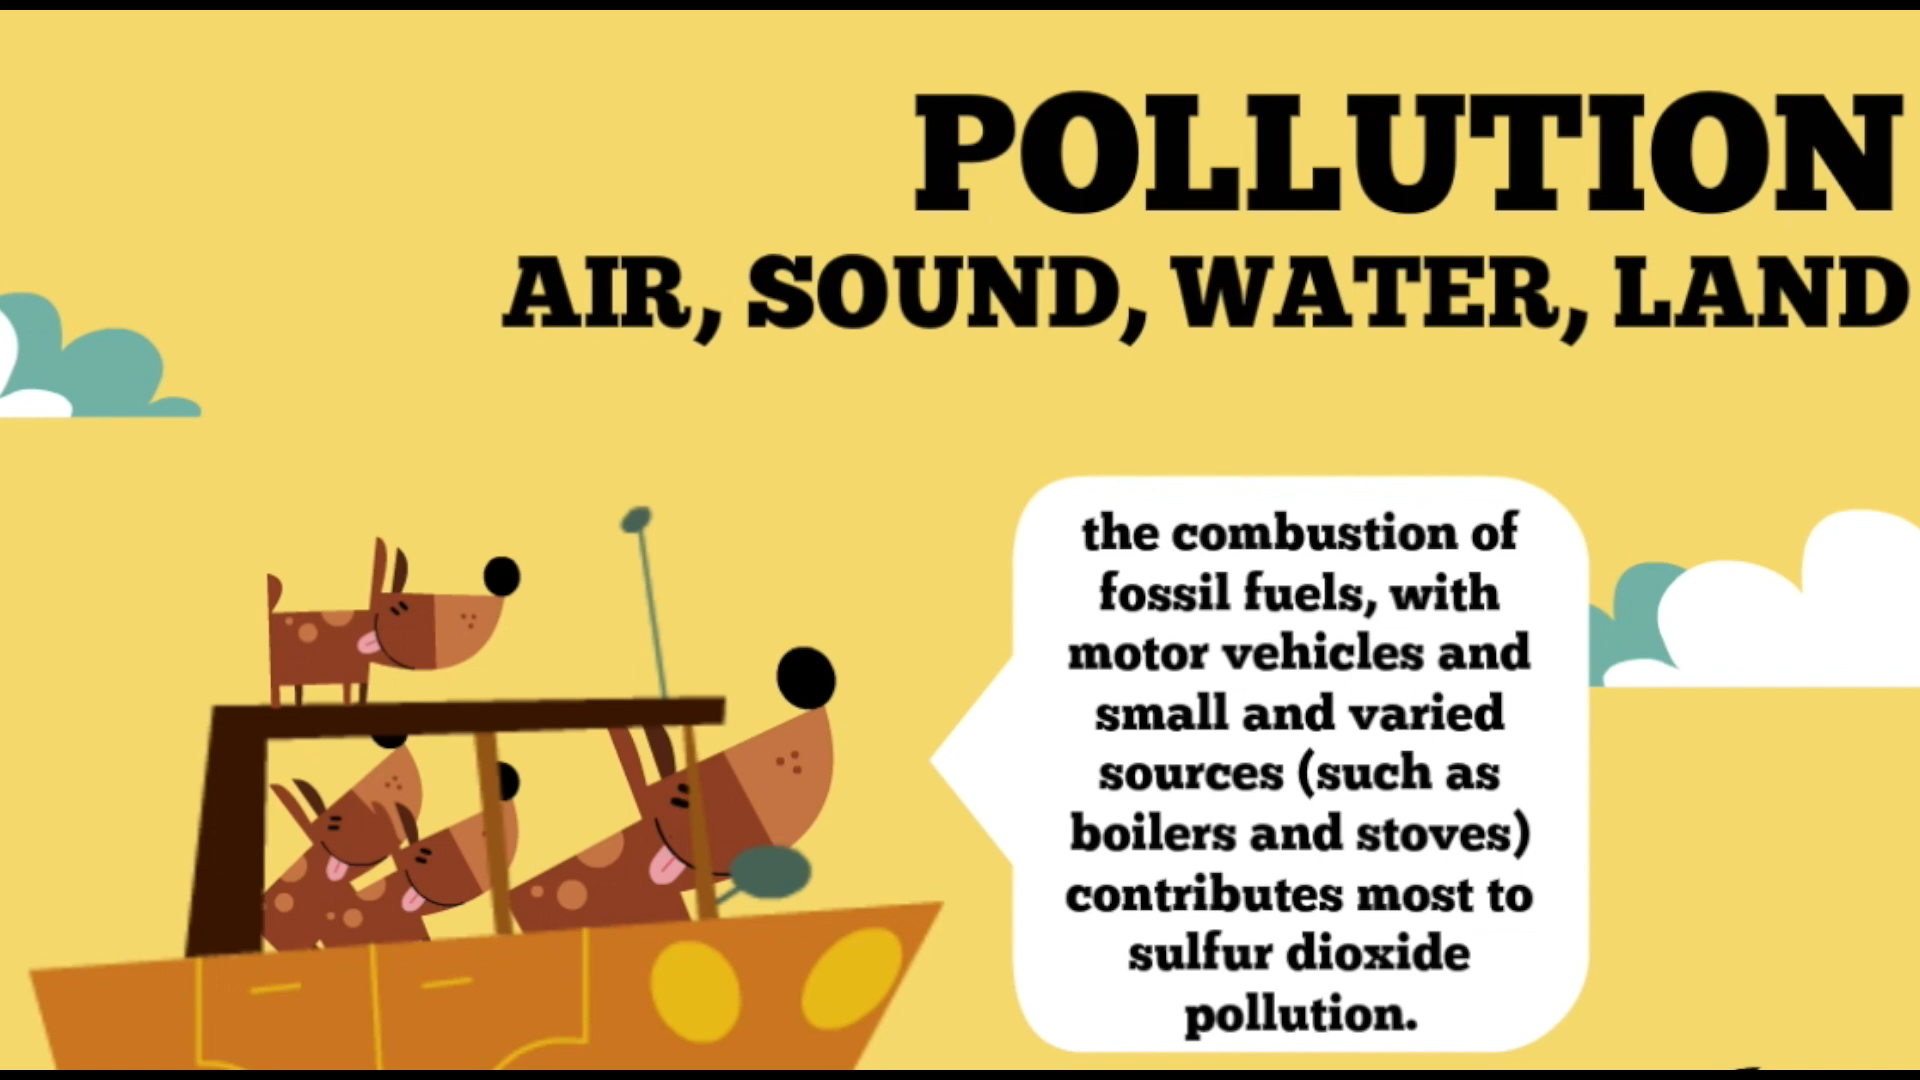 POLLUTION
AIR, SOUND, WATER, LAND
the combustion of
fossil fuels, with
motor vehicles and
small and varied
sources (such as
boilers and stoves)
contributes most to
sulfur dioxide
pollution.